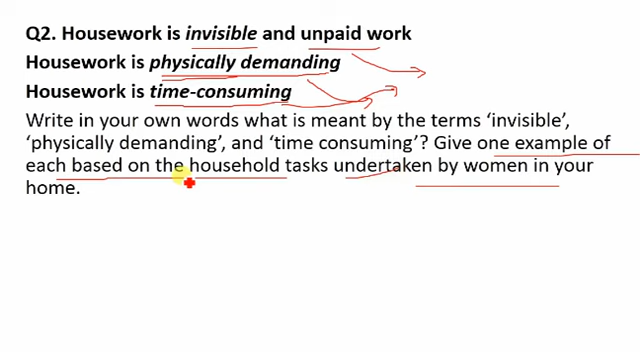 Q2. Housework is invisible and unpaid work
Housework is physically demanding
Housework is time-consuming
Write in your own words what is meant by the terms ‘invisible’,
‘physically demanding’, and ‘time consuming’? Give one example of
each based on the household tasks undertaken by women in your
home.